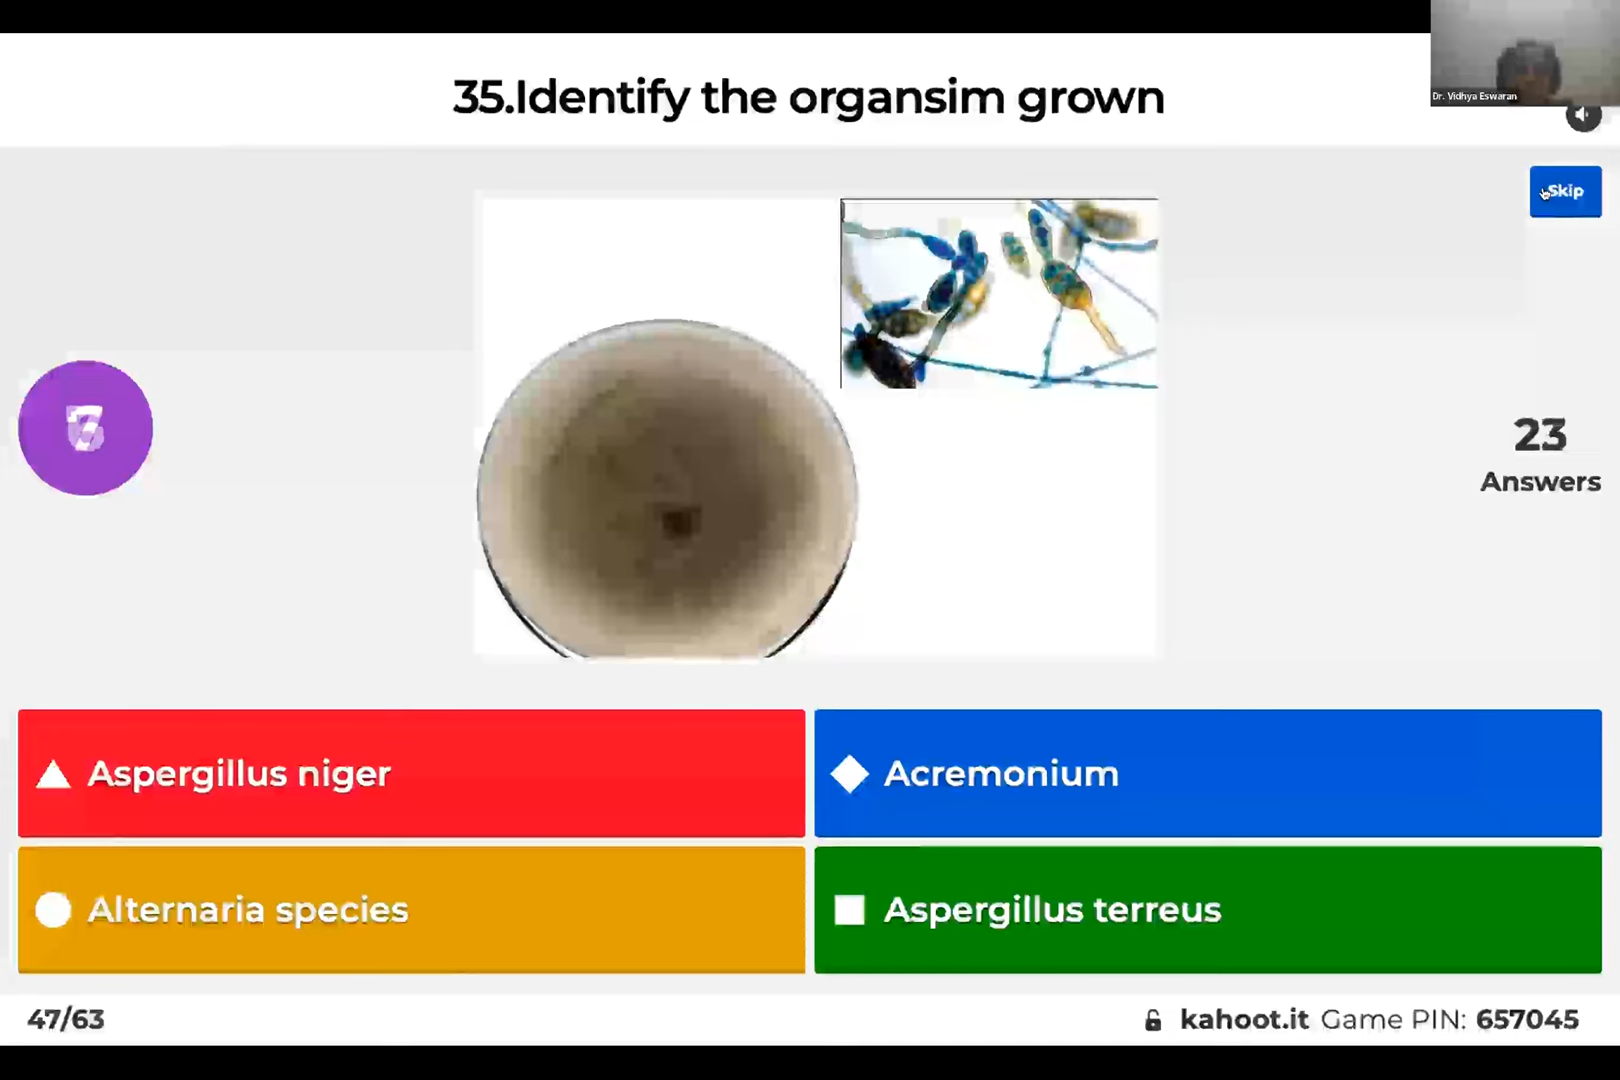 35.Identify the organsim grown
Dr. Vidhya Eswaran
Skip
23
Answers
Aspergillus niger
Acremonium
Alternaria species
Aspergillus terreus
47/63
kahoot.it Game PIN: 657045